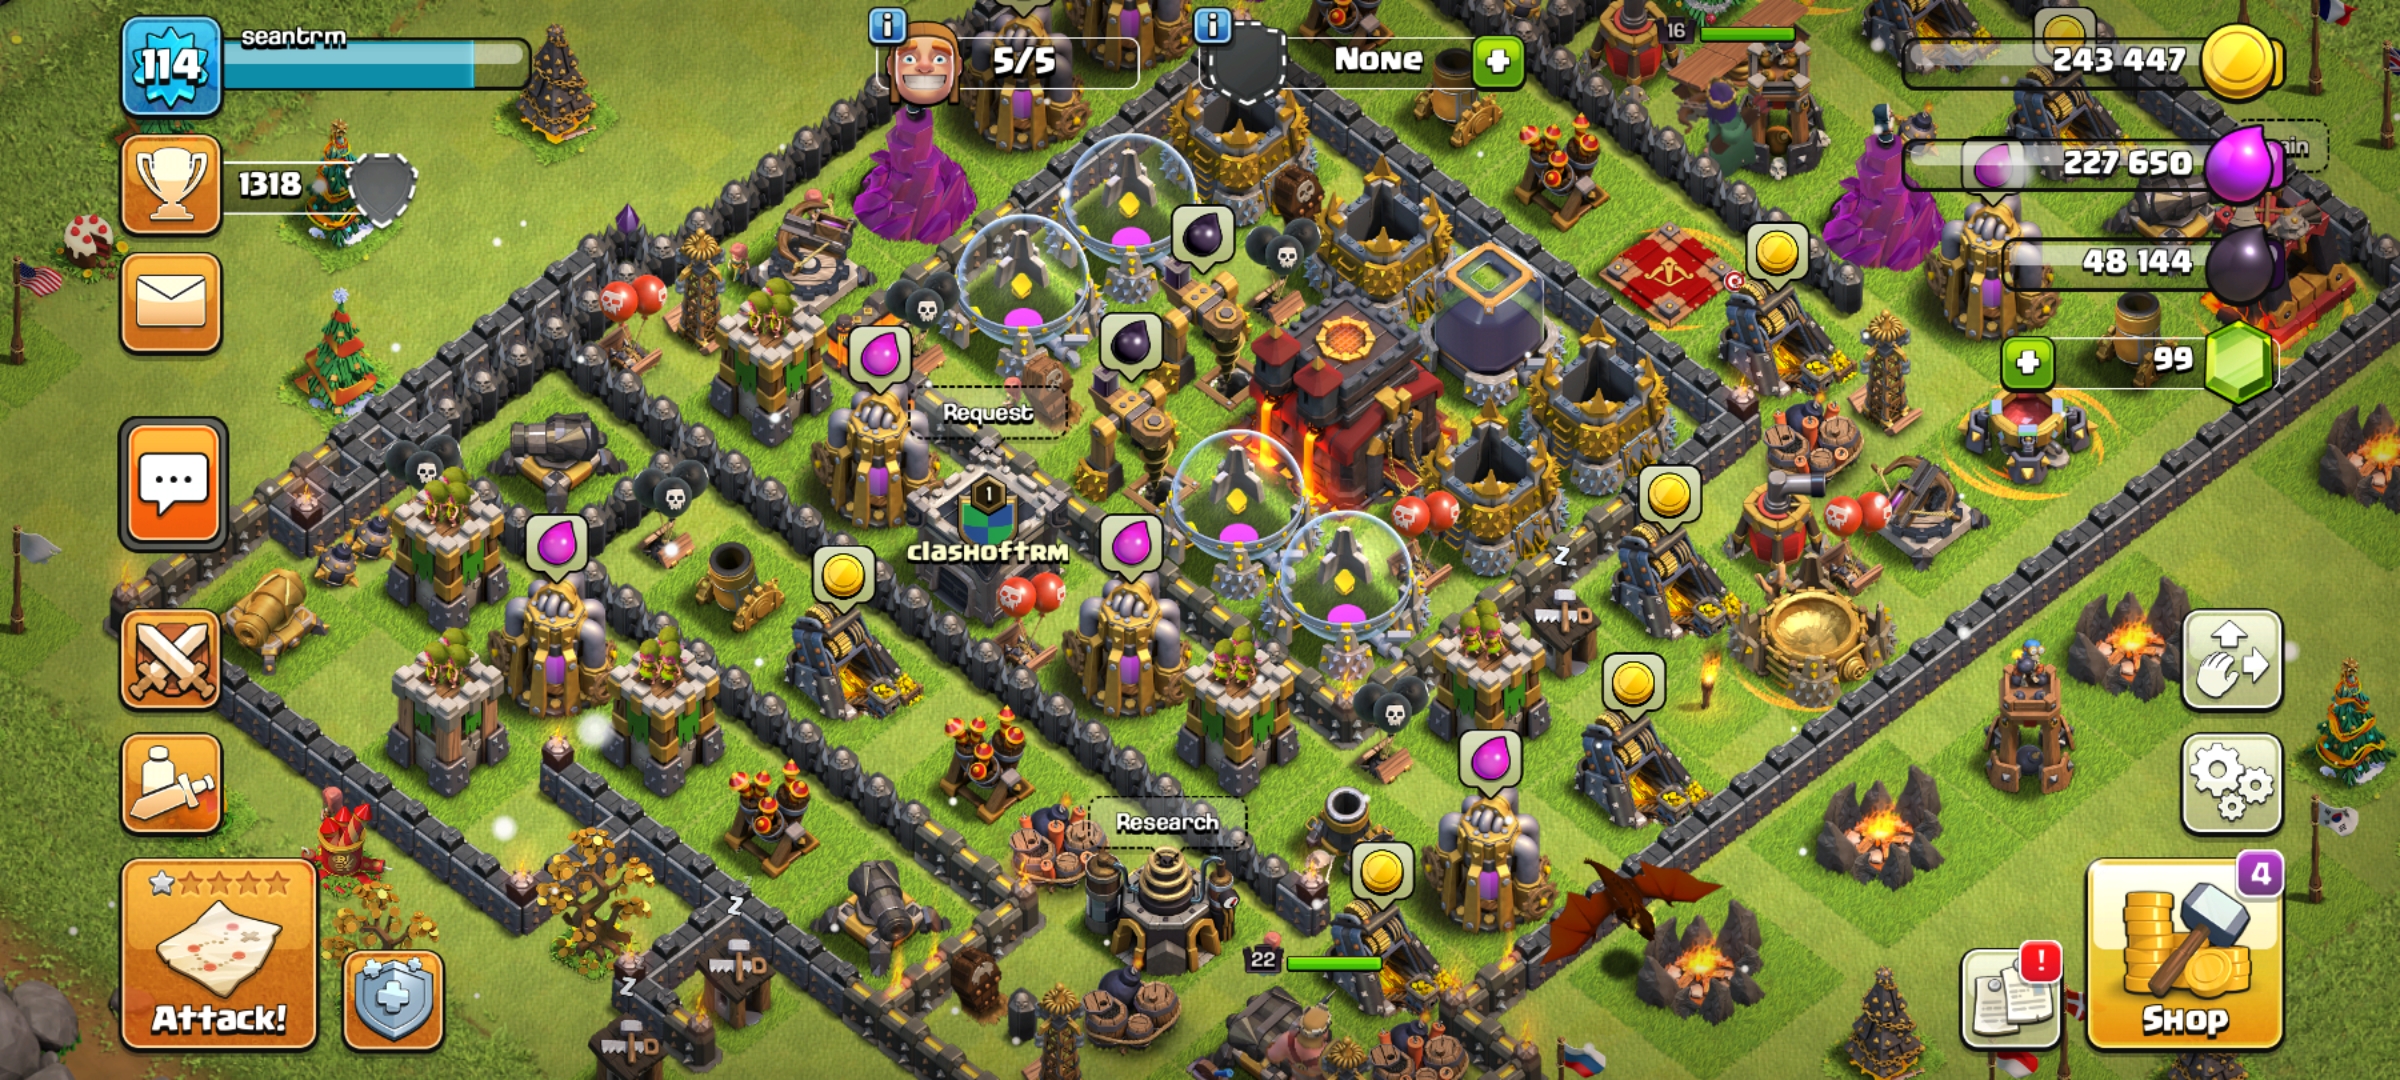 114
seantrm
5/5
None
16
243 447
1318
227 650
48 144
99
Request
1
clashoftrm
Research
22
4
!
Attack!
Shop
z
z
z